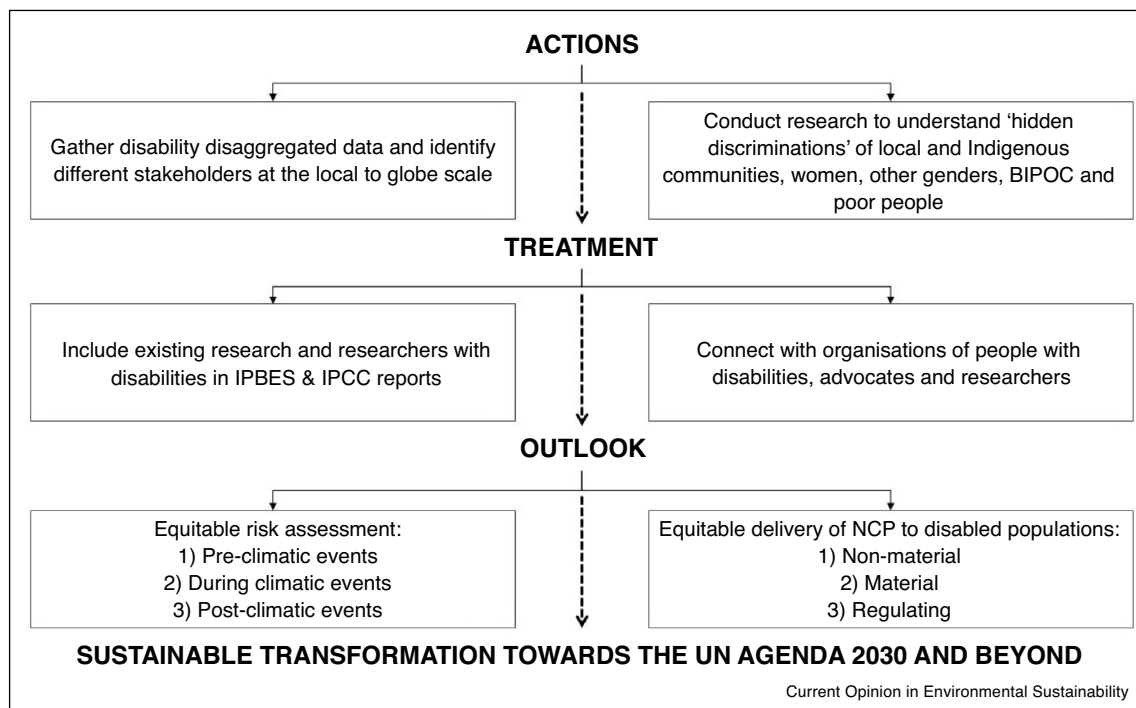 ACTIONS
Gather disability disaggregated data and identify
different stakeholders at the local to globe scale
Conduct research to understand ‘hidden
discriminations’ of local and Indigenous
communities, women, other genders, BIPOC and
poor people
TREATMENT
Include existing research and researchers with
disabilities in IPBES & IPCC reports
Connect with organisations of people with
disabilities, advocates and researchers
OUTLOOK
Equitable risk assessment:
1) Pre-climatic events
2) During climatic events
3) Post-climatic events
Equitable delivery of NCP to disabled populations:
1) Non-material
2) Material
3) Regulating
SUSTAINABLE TRANSFORMATION TOWARDS THE UN AGENDA 2030 AND BEYOND
Current Opinion in Environmental Sustainability